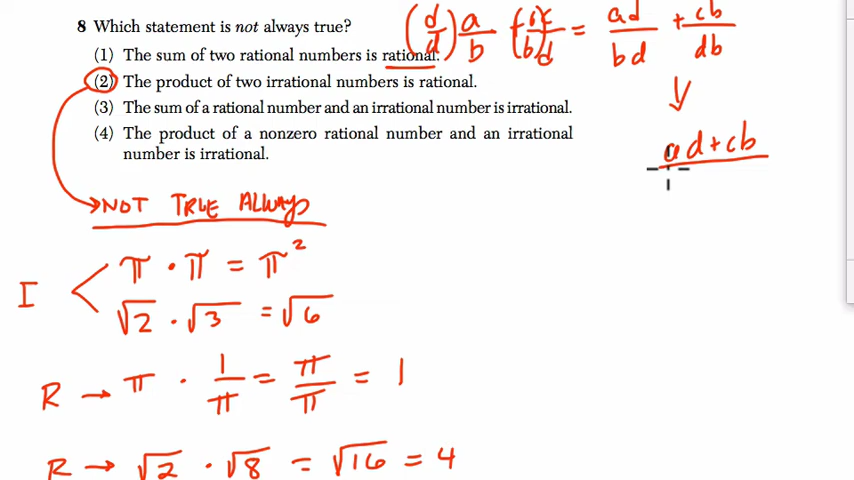 8 Which statement is not always true?
(1) The sum of two rational numbers is rational.
(2) The product of two irrational numbers is rational.
(3) The sum of a rational number and an irrational number is irrational.
(4) The product of a nonzero rational number and an irrational
number is irrational.
(d/d) a/b + c/d = ad/bd + cb/db
ad+cb
NOT TRUE ALWAYS
I
π · π = π²
√2 · √3 = √6
R → π · 1/π = π/π = 1
R → √2 · √8 = √16 = 4